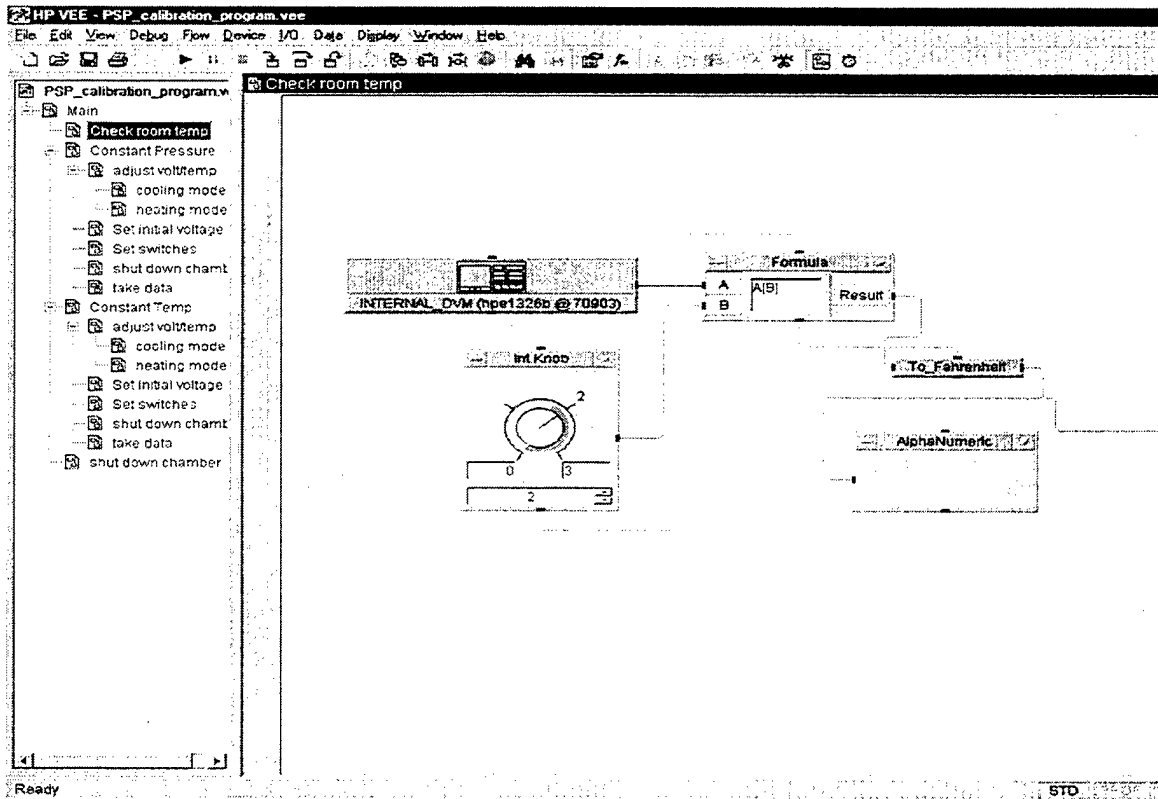 HP VEE - PSP_calibration_program.vee
File Edit View Debug Flow Device I/O Data Display Window Help
PSP_calibration_program.v
Main
Check room temp
Constant Pressure
adjust volt/temp
cooling mode
heating mode
Set initial voltage
Set switches
shut down chamb
take data
Constant Temp
adjust volt/temp
cooling mode
heating mode
Set initial voltage
Set switches
shut down chamb
take data
shut down chamber
Check room temp
INTERNAL_DVM (hpe1326b @ 70903)
Formula
A
B
A[B]
Result
Int Knob
2
0
3
2
To_Fahrenheit
AlphaNumeric
Ready
STD